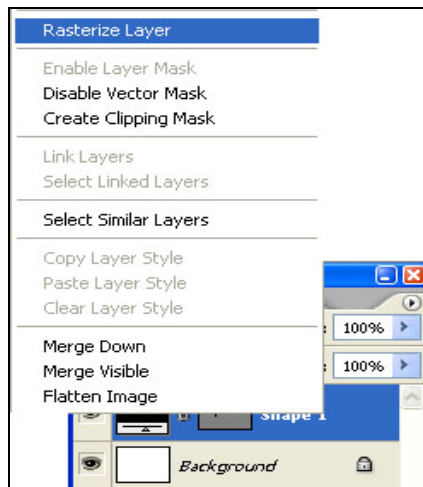 Rasterize Layer
Enable Layer Mask
Disable Vector Mask
Create Clipping Mask
Link Layers
Select Linked Layers
Select Similar Layers
Copy Layer Style
Paste Layer Style
Clear Layer Style
: 100%
Merge Down
: 100%
Merge Visible
Flatten Image
Shape 1
Background